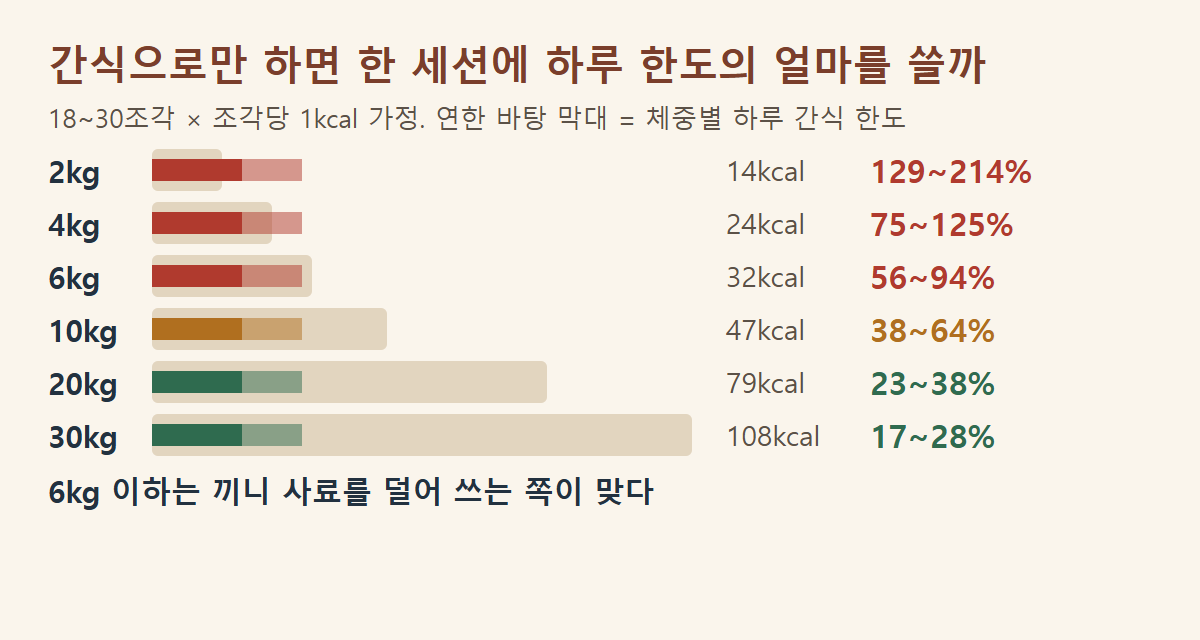 간식으로만 하면 한 세션에 하루 한도의 얼마를 쓸까
18~30조각 × 조각당 1kcal 가정. 연한 바탕 막대 = 체중별 하루 간식 한도
2kg 14kcal 129~214%
4kg 24kcal 75~125%
6kg 32kcal 56~94%
10kg 47kcal 38~64%
20kg 79kcal 23~38%
30kg 108kcal 17~28%
6kg 이하는 끼니 사료를 덜어 쓰는 쪽이 맞다